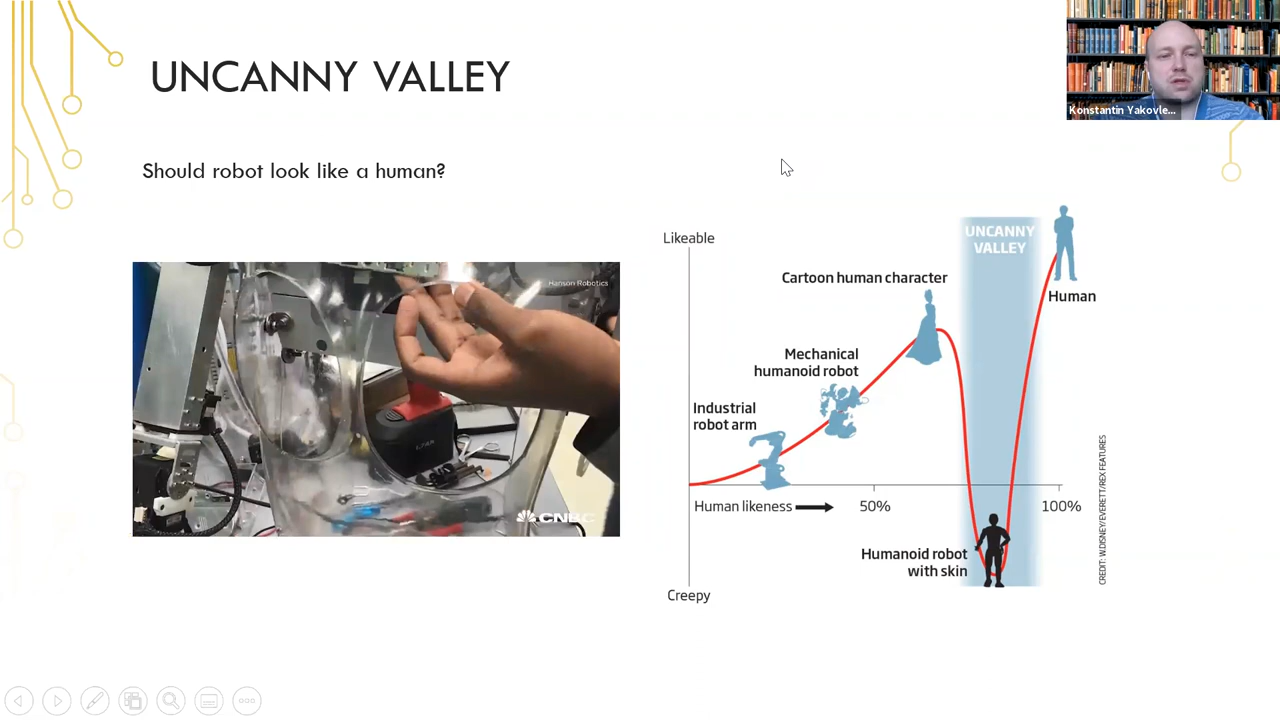 UNCANNY VALLEY
Konstantin Yakovle...
Should robot look like a human?
Hanson Robotics
CNBC
Likeable
UNCANNY
VALLEY
Cartoon human character
Human
Mechanical
humanoid robot
Industrial
robot arm
Human likeness
50%
100%
Humanoid robot
with skin
Creepy
CREDIT: W.DISNEY/EVERETT/REX FEATURES